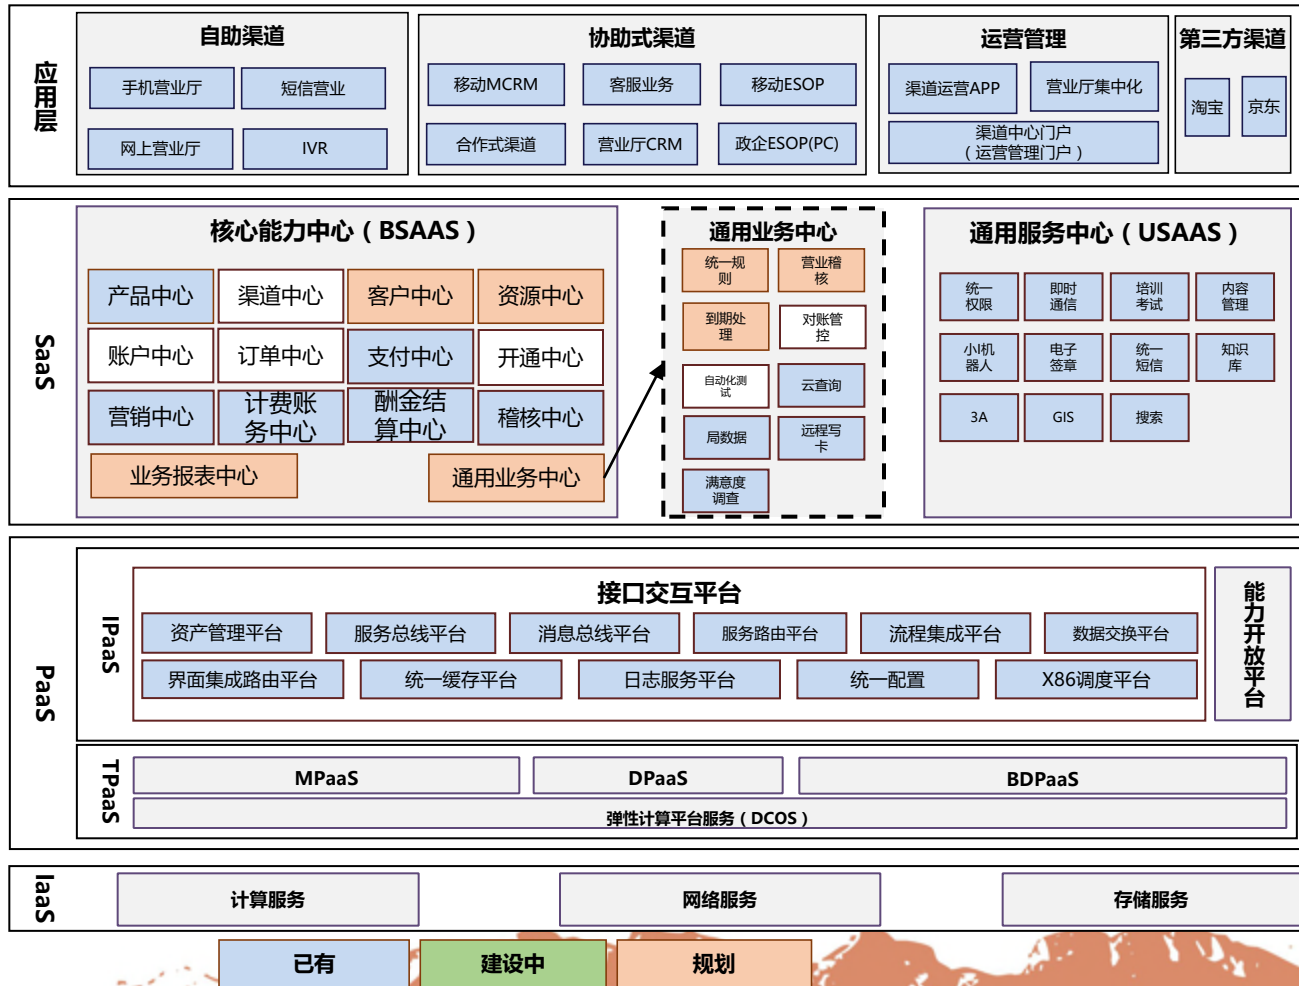 应用层
自助渠道
手机营业厅
短信营业
网上营业厅
IVR
协助式渠道
移动MCRM
客服业务
移动ESOP
合作式渠道
营业厅CRM
政企ESOP(PC)
运营管理
渠道运营APP
营业厅集中化
渠道中心门户
（运营管理门户）
第三方渠道
淘宝
京东
SaaS
核心能力中心（BSAAS）
产品中心
渠道中心
客户中心
资源中心
账户中心
订单中心
支付中心
开通中心
营销中心
计费账
务中心
酬金结
算中心
稽核中心
业务报表中心
通用业务中心
通用业务中心
统一规
则
营业稽
核
到期处
理
对账管
控
自动化测
试
云查询
局数据
远程写
卡
满意度
调查
通用服务中心（USAAS）
统一
权限
即时
通信
培训
考试
内容
管理
小i机
器人
电子
签章
统一
短信
知识
库
3A
GIS
搜索
PaaS
IPaaS
接口交互平台
资产管理平台
服务总线平台
消息总线平台
服务路由平台
流程集成平台
数据交换平台
界面集成路由平台
统一缓存平台
日志服务平台
统一配置
X86调度平台
能力开放平台
TPaaS
MPaaS
DPaaS
BDPaaS
弹性计算平台服务（DCOS）
IaaS
计算服务
网络服务
存储服务
已有
建设中
规划